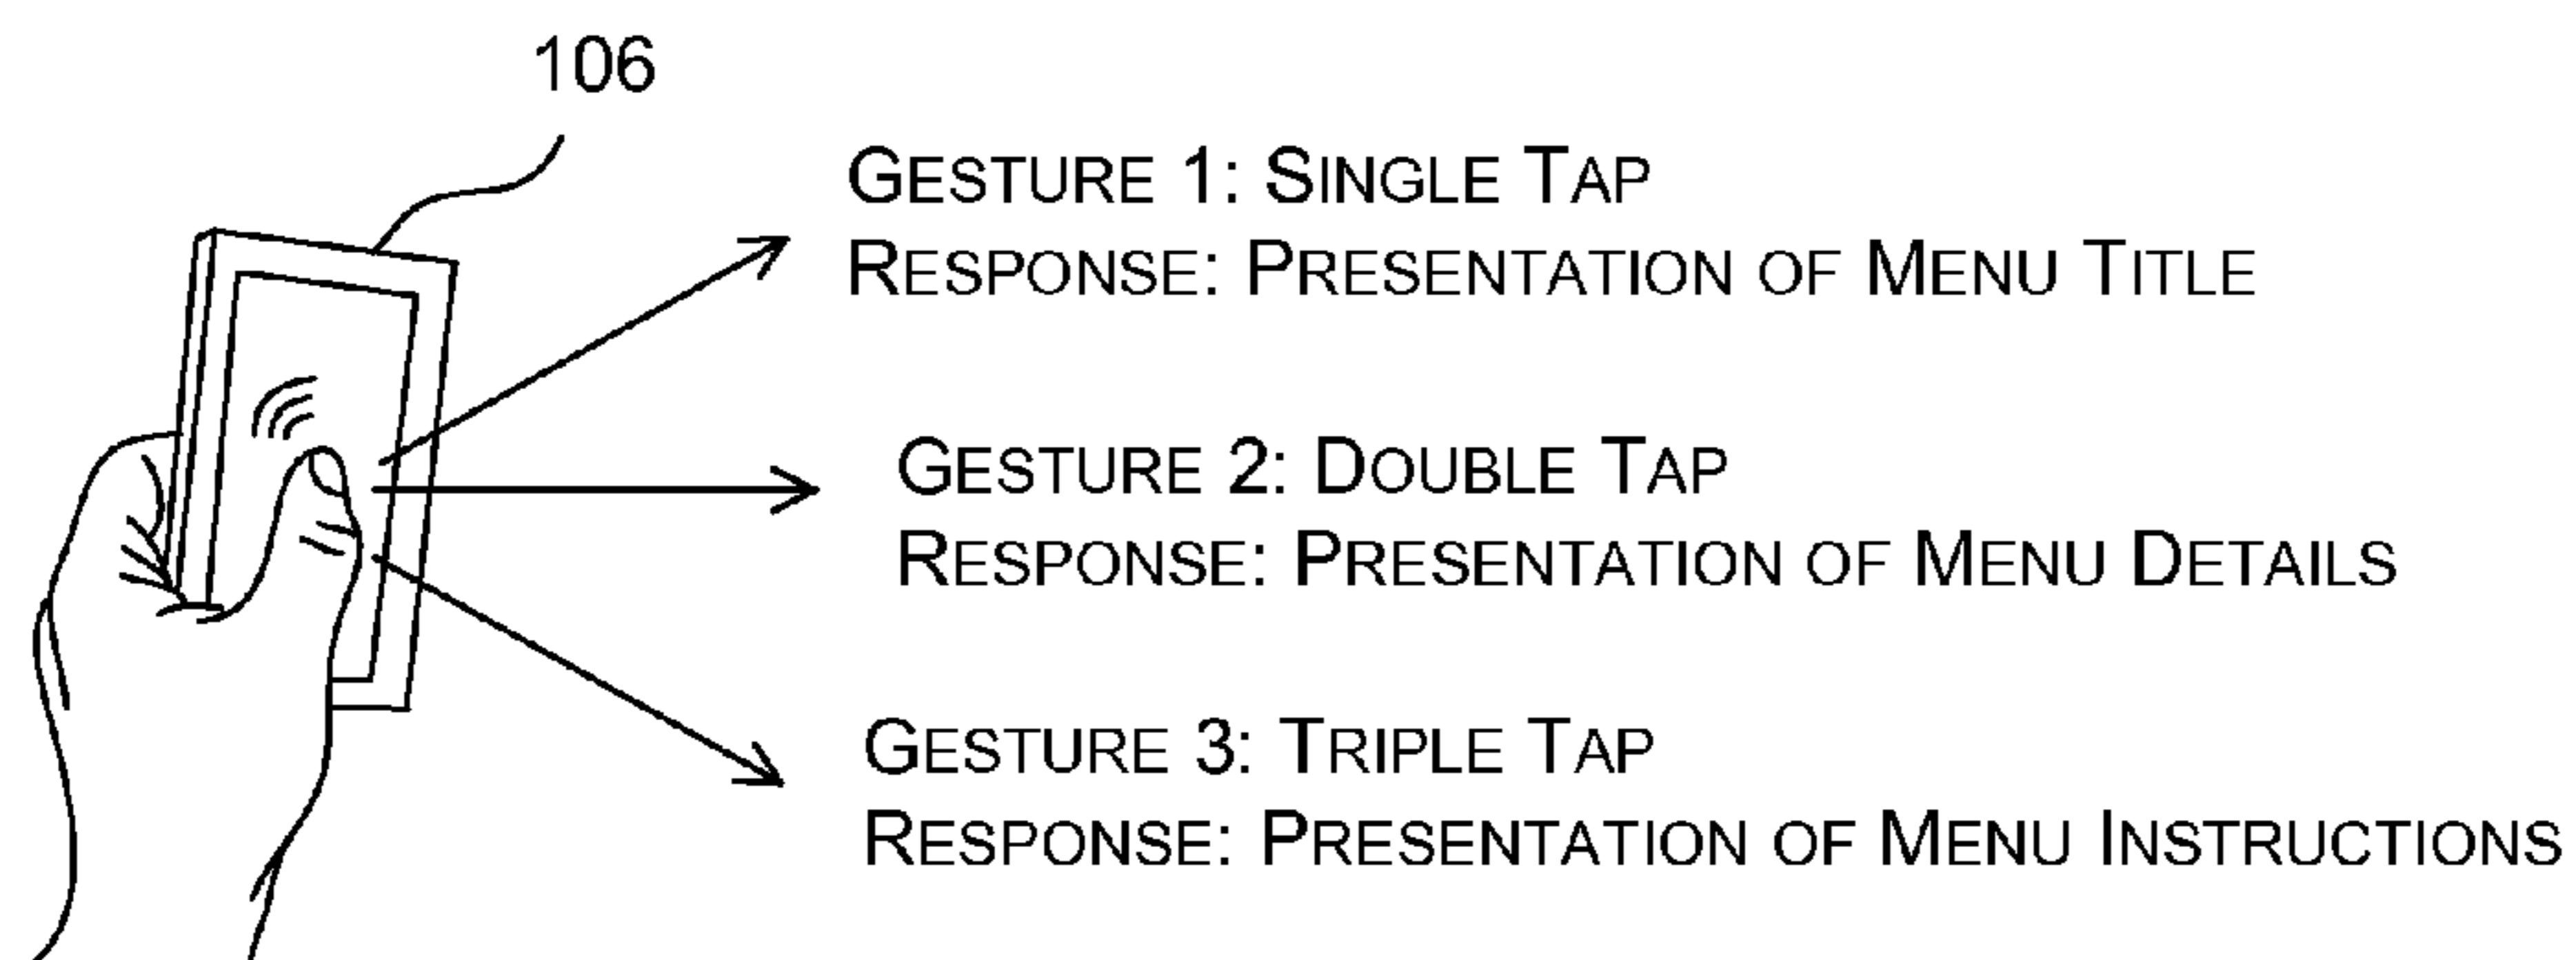 106
GESTURE 1: SINGLE TAP
RESPONSE: PRESENTATION OF MENU TITLE
GESTURE 2: DOUBLE TAP
RESPONSE: PRESENTATION OF MENU DETAILS
GESTURE 3: TRIPLE TAP
RESPONSE: PRESENTATION OF MENU INSTRUCTIONS